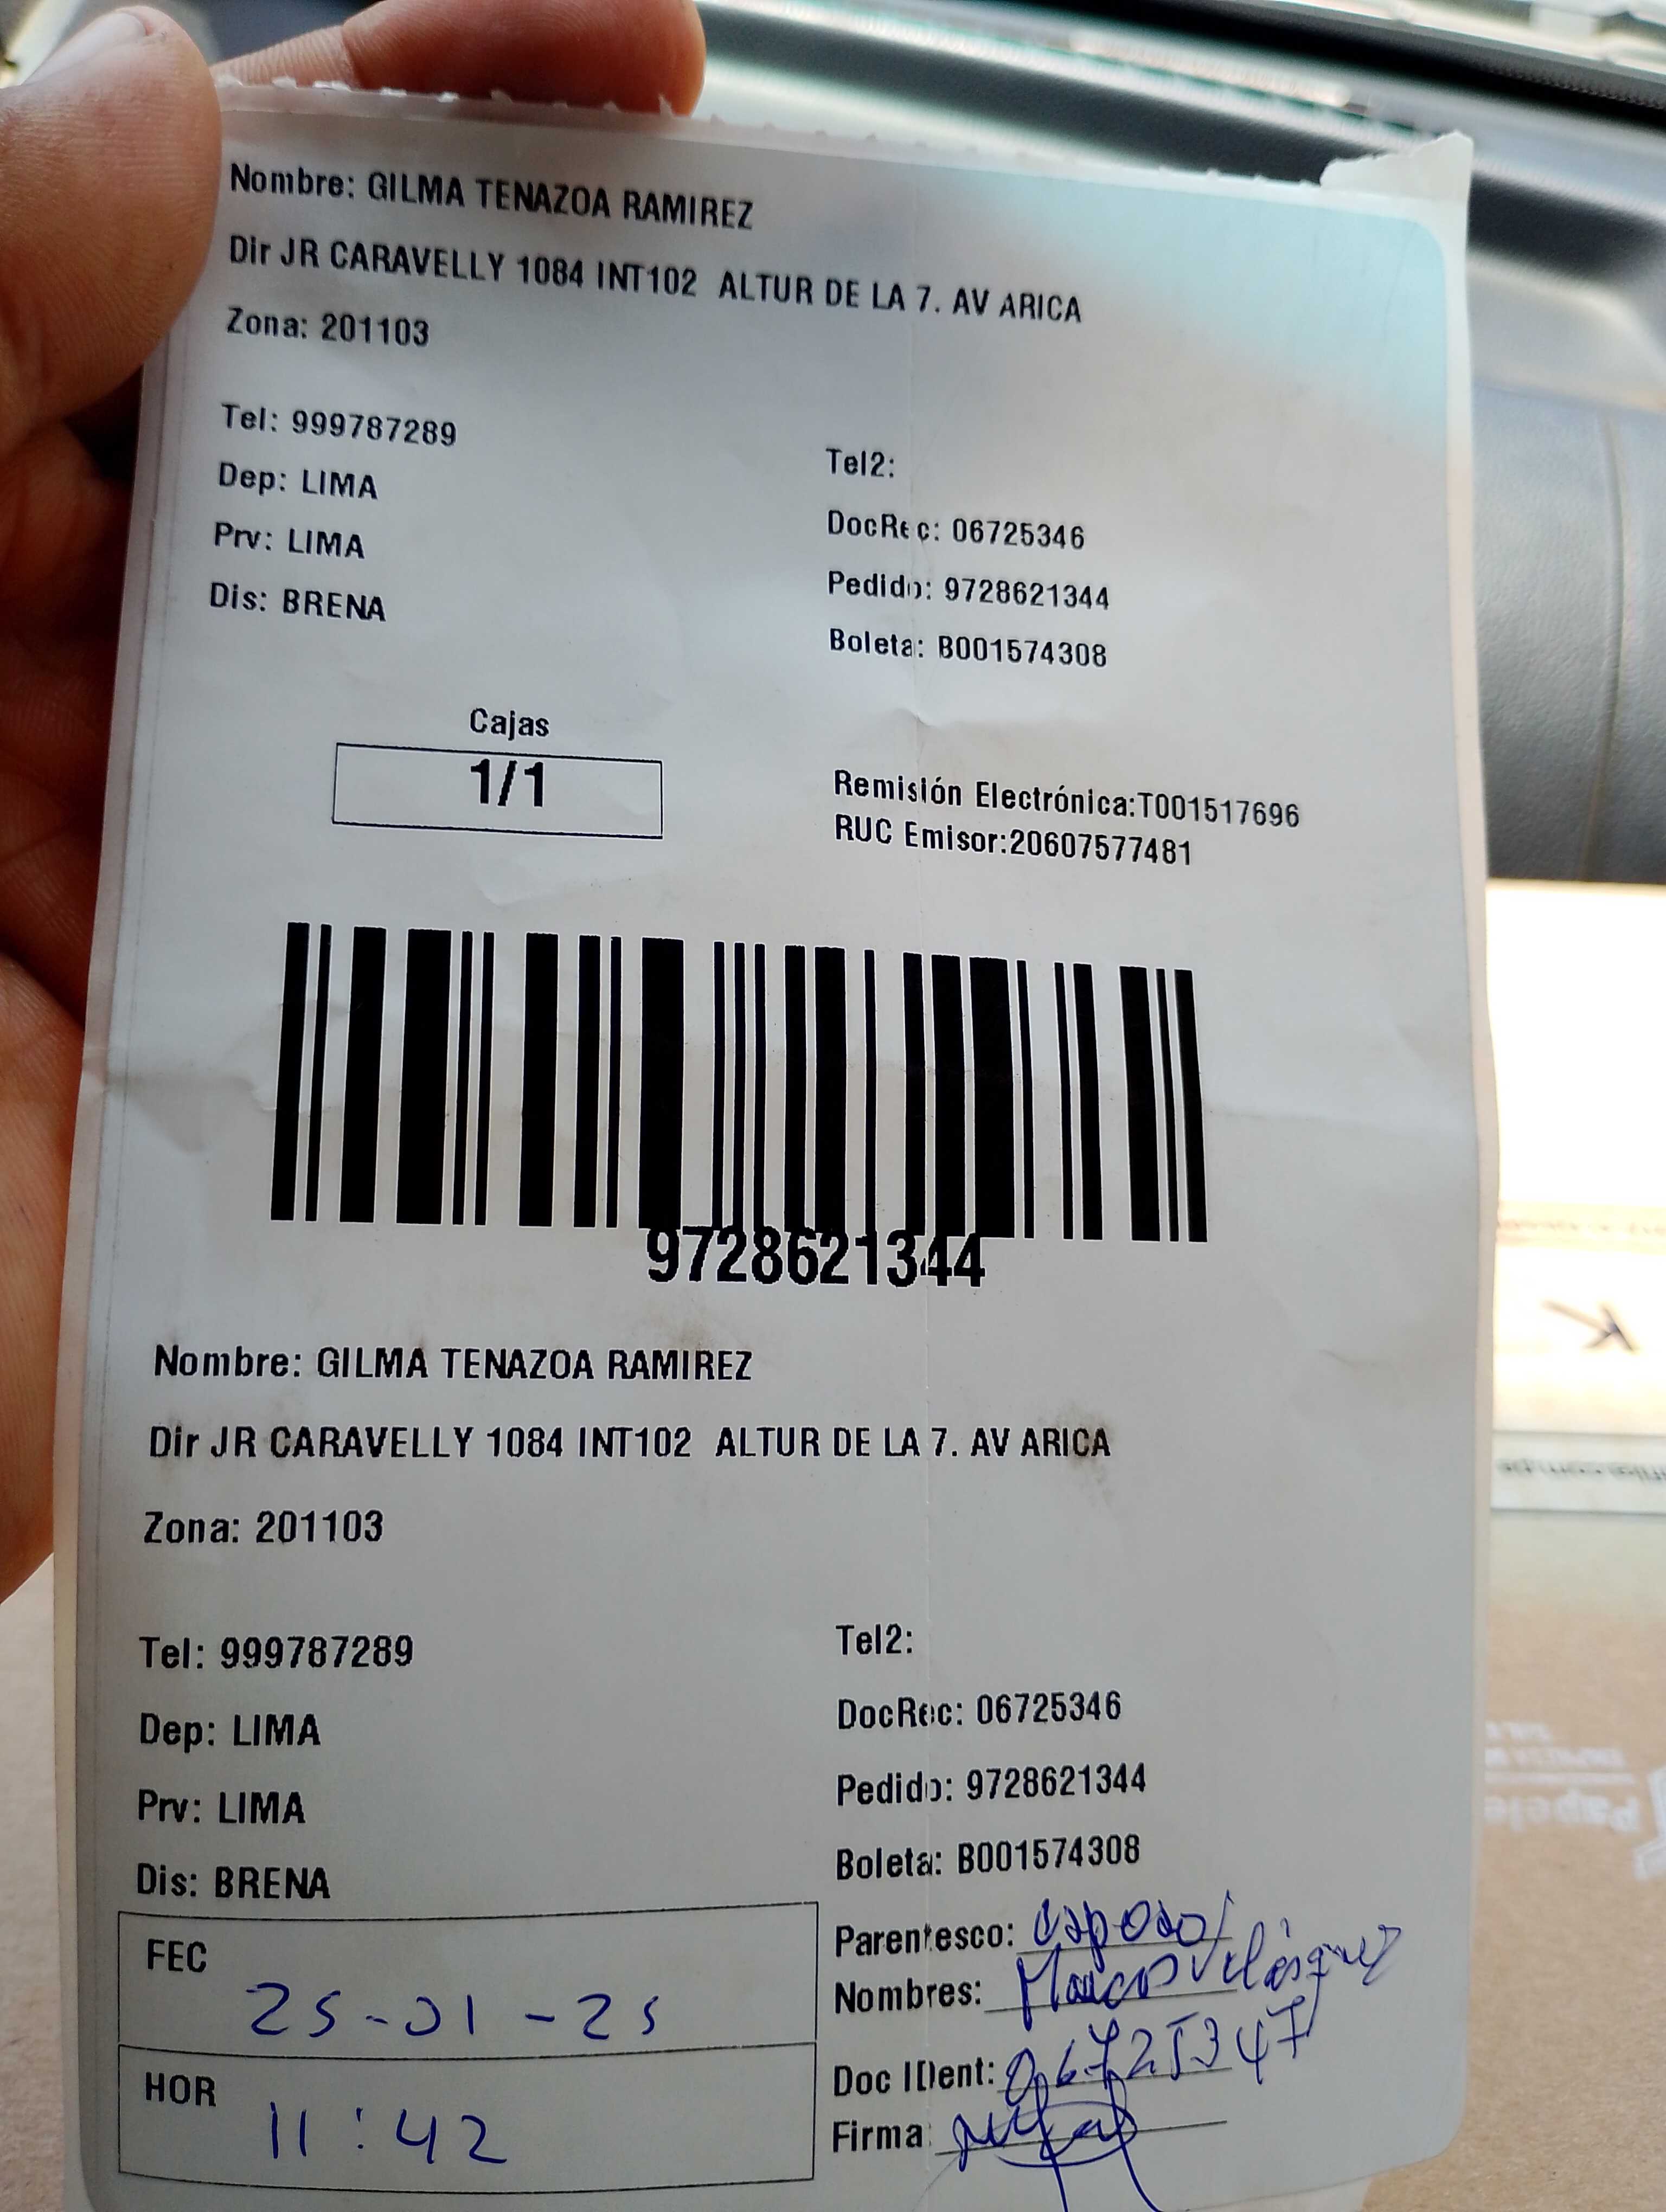 Nombre: GILMA TENAZOA RAMIREZ
Dir JR CARAVELLY 1084 INT102 ALTUR DE LA 7. AV ARICA
Zona: 201103
Tel: 999787289
Tel2:
Dep: LIMA
DocRec: 06725346
Prv: LIMA
Pedido: 9728621344
Dis: BRENA
Boleta: B001574308
Cajas
1/1
Remisión Electrónica:T001517696
RUC Emisor:20607577481
9728621344
Nombre: GILMA TENAZOA RAMIREZ
Dir JR CARAVELLY 1084 INT102 ALTUR DE LA 7. AV ARICA
Zona: 201103
Tel: 999787289
Tel2:
Dep: LIMA
DocRec: 06725346
Prv: LIMA
Pedido: 9728621344
Dis: BRENA
Boleta: B001574308
FEC
25-01-25
HOR
11:42
Parentesco: esposo/
Nombres: Marcos Velásquez
Doc IDent: 06725347
Firma: